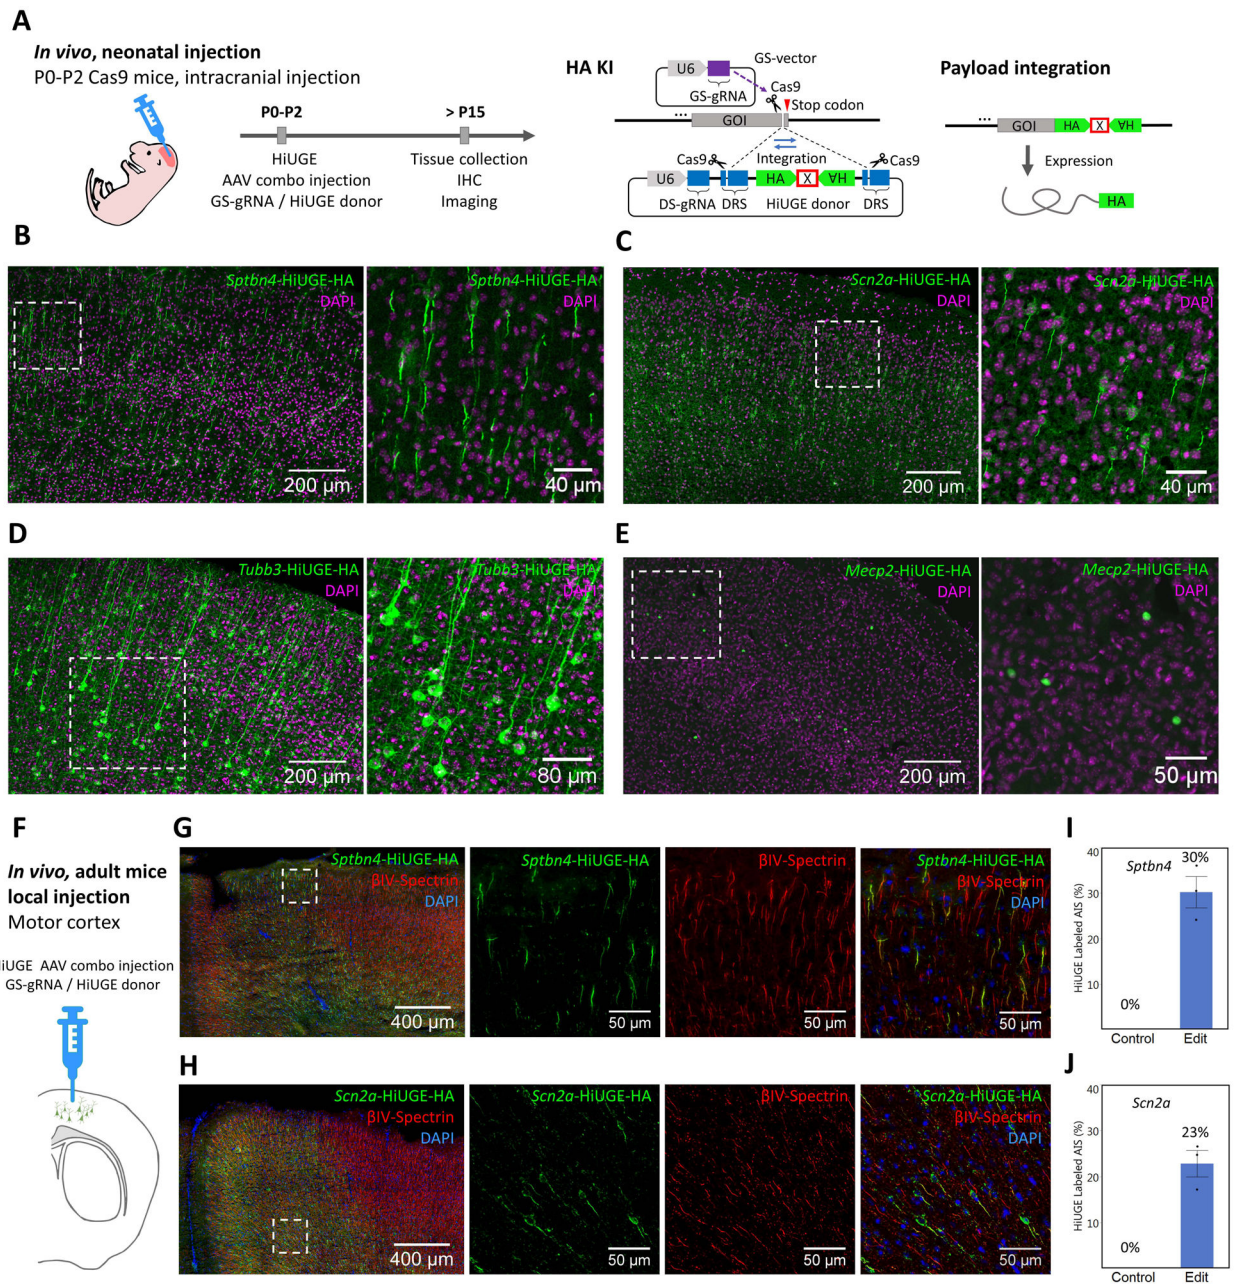 A
In vivo, neonatal injection
P0-P2 Cas9 mice, intracranial injection
P0-P2
> P15
HiUGE
AAV combo injection
GS-gRNA / HiUGE donor
Tissue collection
IHC
Imaging
HA KI
GS-vector
U6
GS-gRNA
Cas9
Stop codon
...
GOI
Cas9
Integration
Cas9
U6
HA
X
HA
DS-gRNA
DRS
HiUGE donor
DRS
Payload integration
...
GOI
HA
X
HA
Expression
HA
B
Sptbn4-HiUGE-HA
DAPI
200 µm
Sptbn4-HiUGE-HA
DAPI
40 µm
C
Scn2a-HiUGE-HA
DAPI
200 µm
Scn2a-HiUGE-HA
DAPI
40 µm
D
Tubb3-HiUGE-HA
DAPI
200 µm
Tubb3-HiUGE-HA
DAPI
80 µm
E
Mecp2-HiUGE-HA
DAPI
200 µm
Mecp2-HiUGE-HA
DAPI
50 µm
F
In vivo, adult mice
local injection
Motor cortex
iUGE AAV combo injection
GS-gRNA / HiUGE donor
G
Sptbn4-HiUGE-HA
βIV-Spectrin
DAPI
400 µm
Sptbn4-HiUGE-HA
50 µm
βIV-Spectrin
50 µm
Sptbn4-HiUGE-HA
βIV-Spectrin
DAPI
50 µm
H
Scn2a-HiUGE-HA
βIV-Spectrin
DAPI
400 µm
Scn2a-HiUGE-HA
50 µm
βIV-Spectrin
50 µm
Scn2a-HiUGE-HA
βIV-Spectrin
DAPI
50 µm
I
HiUGE Labeled AIS (%)
40
30
20
10
Sptbn4
30%
0%
Control
Edit
J
HiUGE Labeled AIS (%)
40
30
20
10
Scn2a
23%
0%
Control
Edit